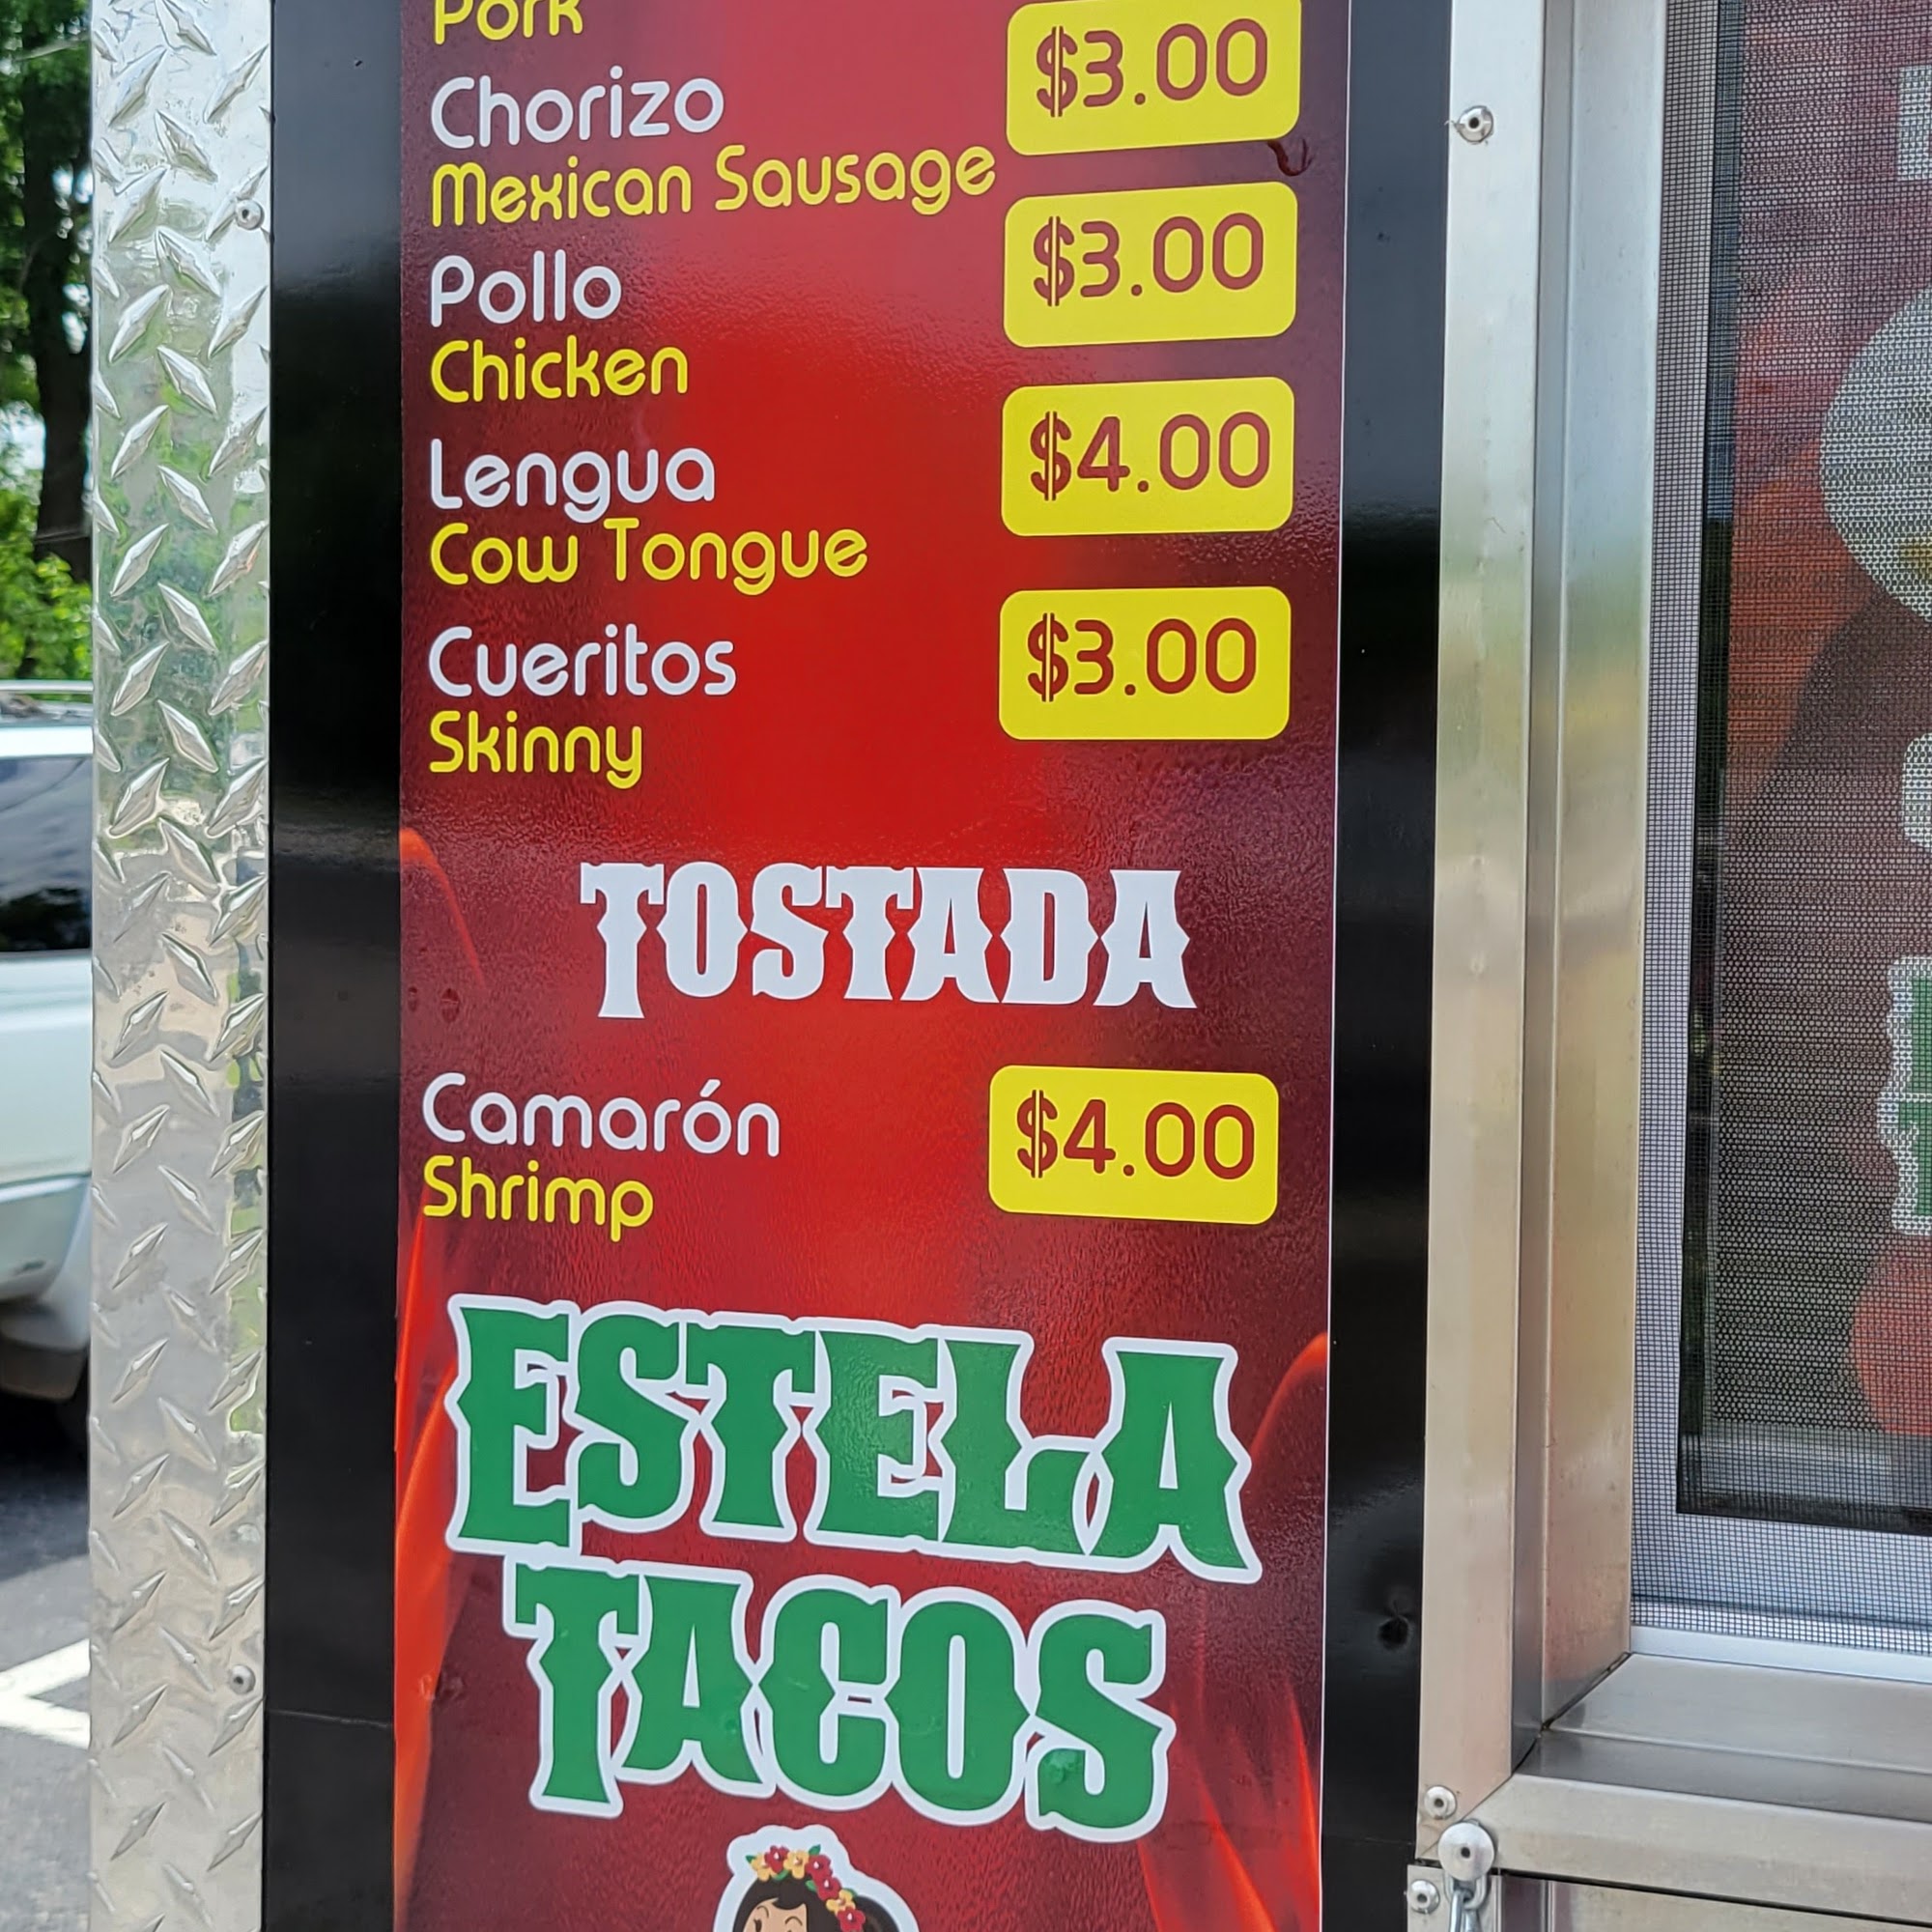 Pork
Chorizo $3.00
Mexican Sausage
Pollo $3.00
Chicken
Lengua $4.00
Cow Tongue
Cueritos $3.00
Skinny
TOSTADA
Camarón $4.00
Shrimp
ESTELA
TACOS